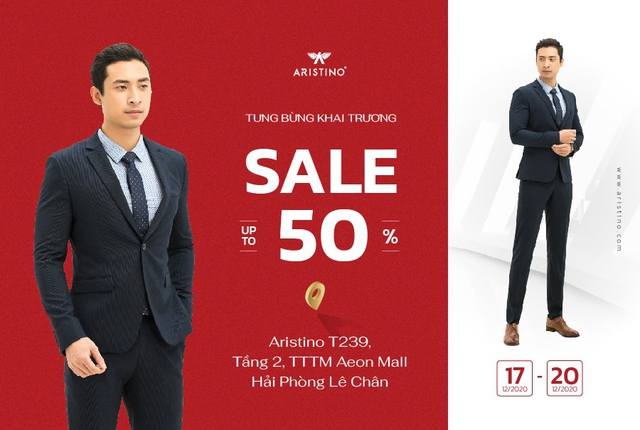 ARISTINO
TƯNG BỪNG KHAI TRƯƠNG
SALE
UP TO 50 %
Aristino T239,
Tầng 2, TTTM Aeon Mall
Hải Phòng Lê Chân
www.aristino.com
17 - 20
12/2020 12/2020